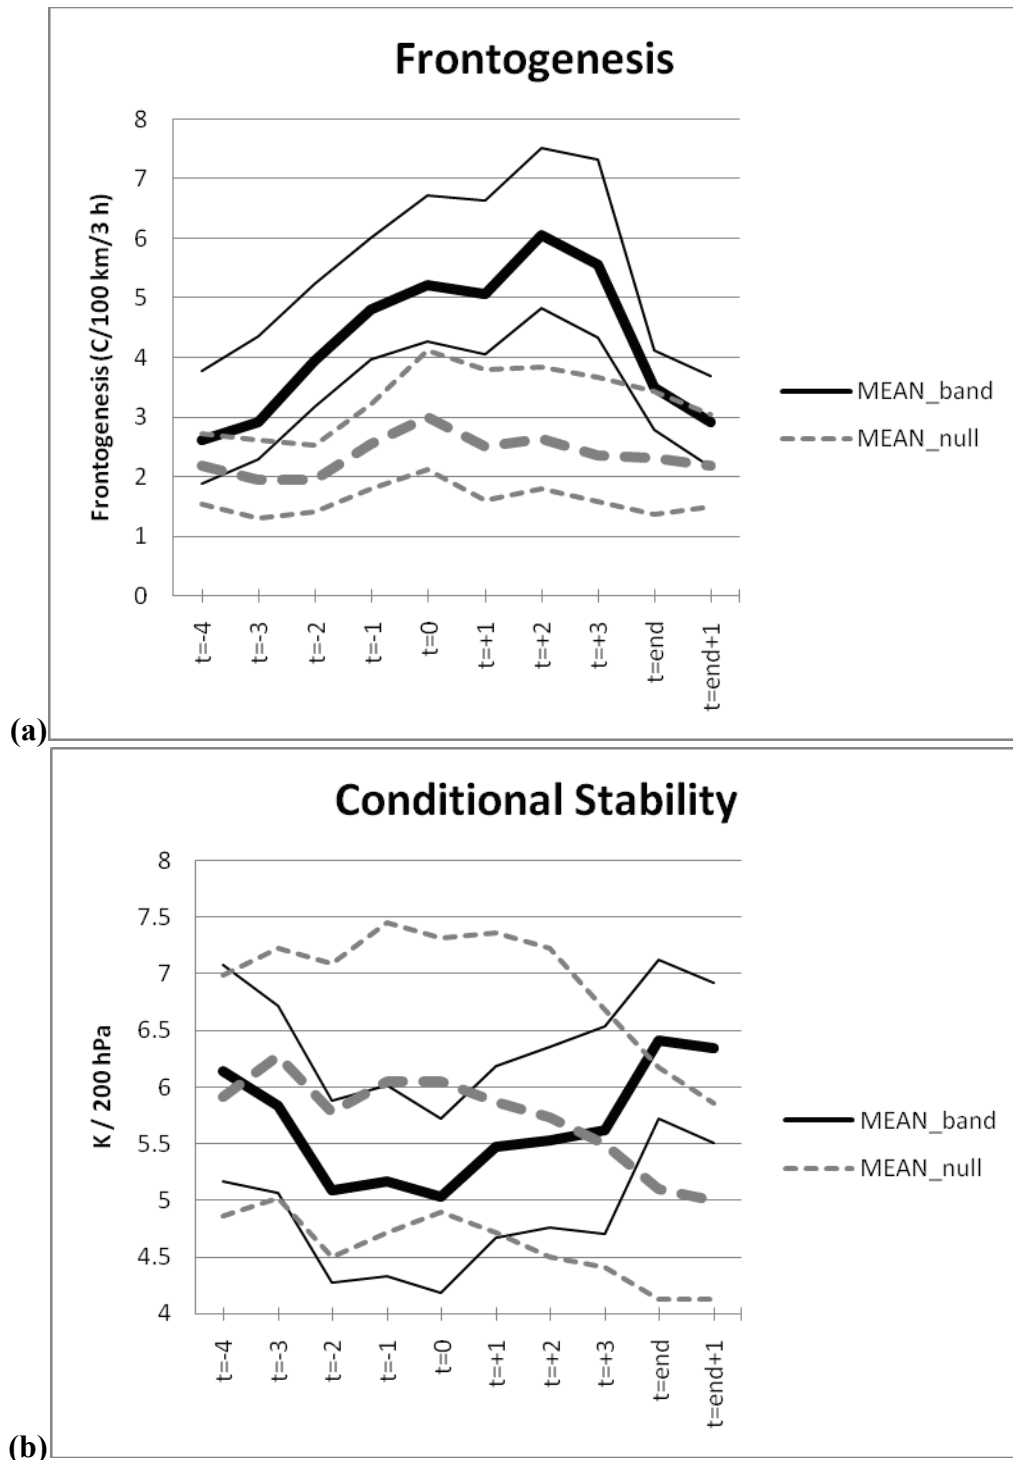 Frontogenesis
8
7
6
5
4
3
2
1
0
Frontogenesis (C/100 km/3 h)
t=-4
t=-3
t=-2
t=-1
t=0
t=+1
t=+2
t=+3
t=end
t=end+1
MEAN_band
MEAN_null
(a)
Conditional Stability
8
7.5
7
6.5
6
5.5
5
4.5
4
K / 200 hPa
t=-4
t=-3
t=-2
t=-1
t=0
t=+1
t=+2
t=+3
t=end
t=end+1
MEAN_band
MEAN_null
(b)